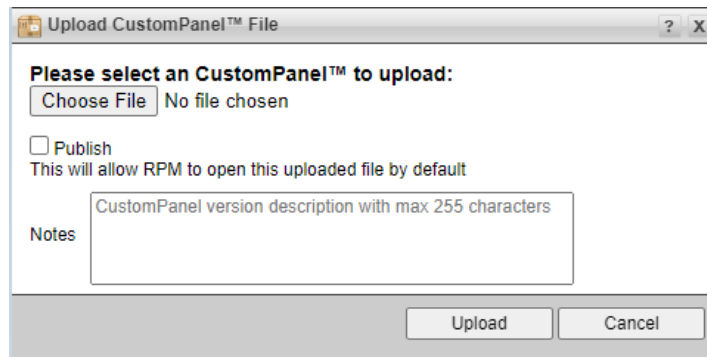 Upload CustomPanel™ File ? X
Please select an CustomPanel™ to upload:
Choose File No file chosen
Publish
This will allow RPM to open this uploaded file by default
CustomPanel version description with max 255 characters
Notes
Upload Cancel